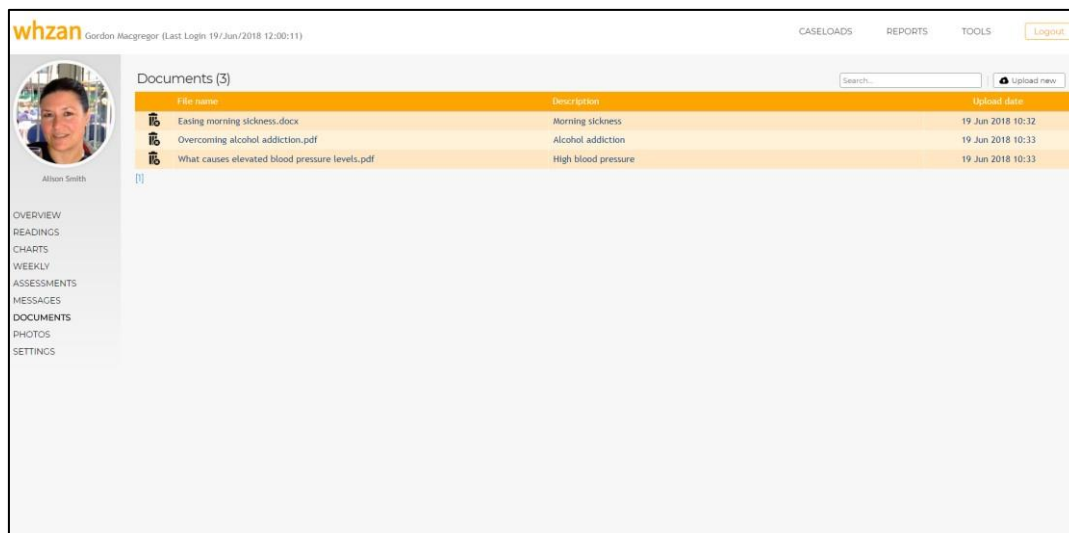 whzan Gordon Macgregor (Last Login 19/Jun/2018 12:00:11) CASELOADS REPORTS TOOLS Logout
Documents (3) Search... Upload new
File name Description Upload date
Easing morning sickness.docx Morning sickness 19 Jun 2018 10:32
Overcoming alcohol addiction.pdf Alcohol addiction 19 Jun 2018 10:33
What causes elevated blood pressure levels.pdf High blood pressure 19 Jun 2018 10:33
[1]
Alison Smith
OVERVIEW
READINGS
CHARTS
WEEKLY
ASSESSMENTS
MESSAGES
DOCUMENTS
PHOTOS
SETTINGS